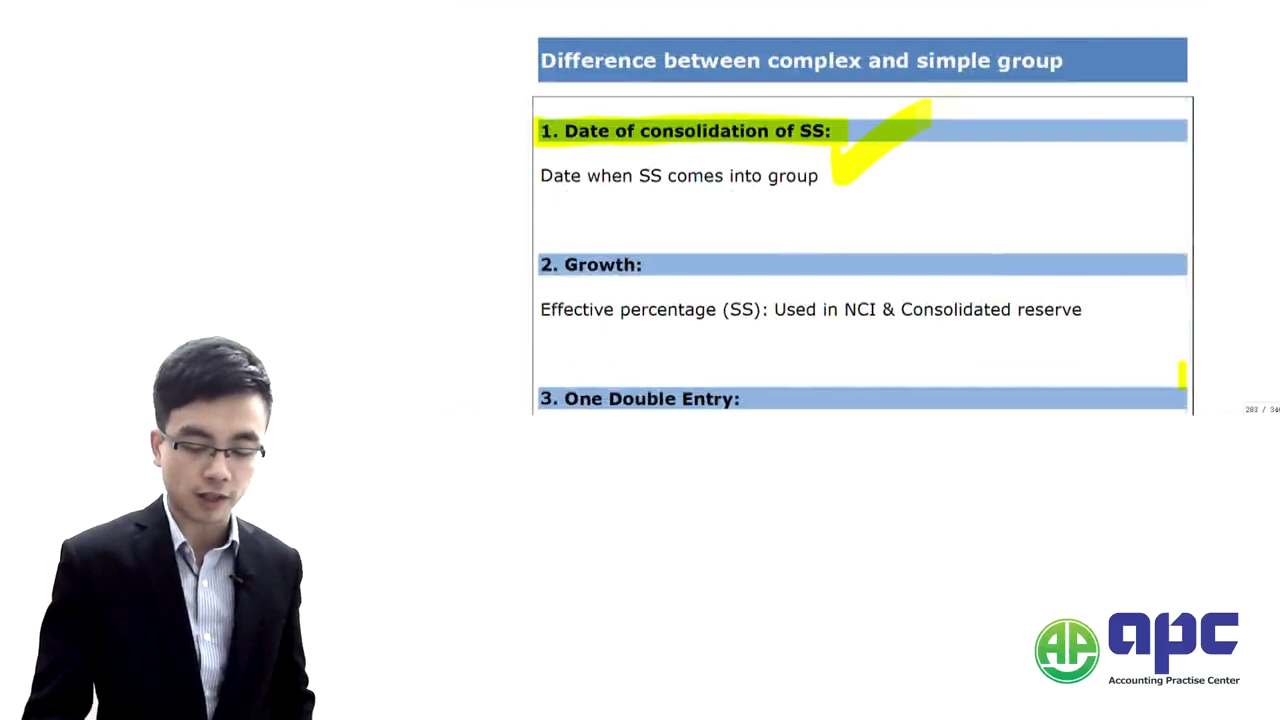 Difference between complex and simple group
1. Date of consolidation of SS:
Date when SS comes into group
2. Growth:
Effective percentage (SS): Used in NCI & Consolidated reserve
3. One Double Entry:
AP apc
Accounting Practise Center